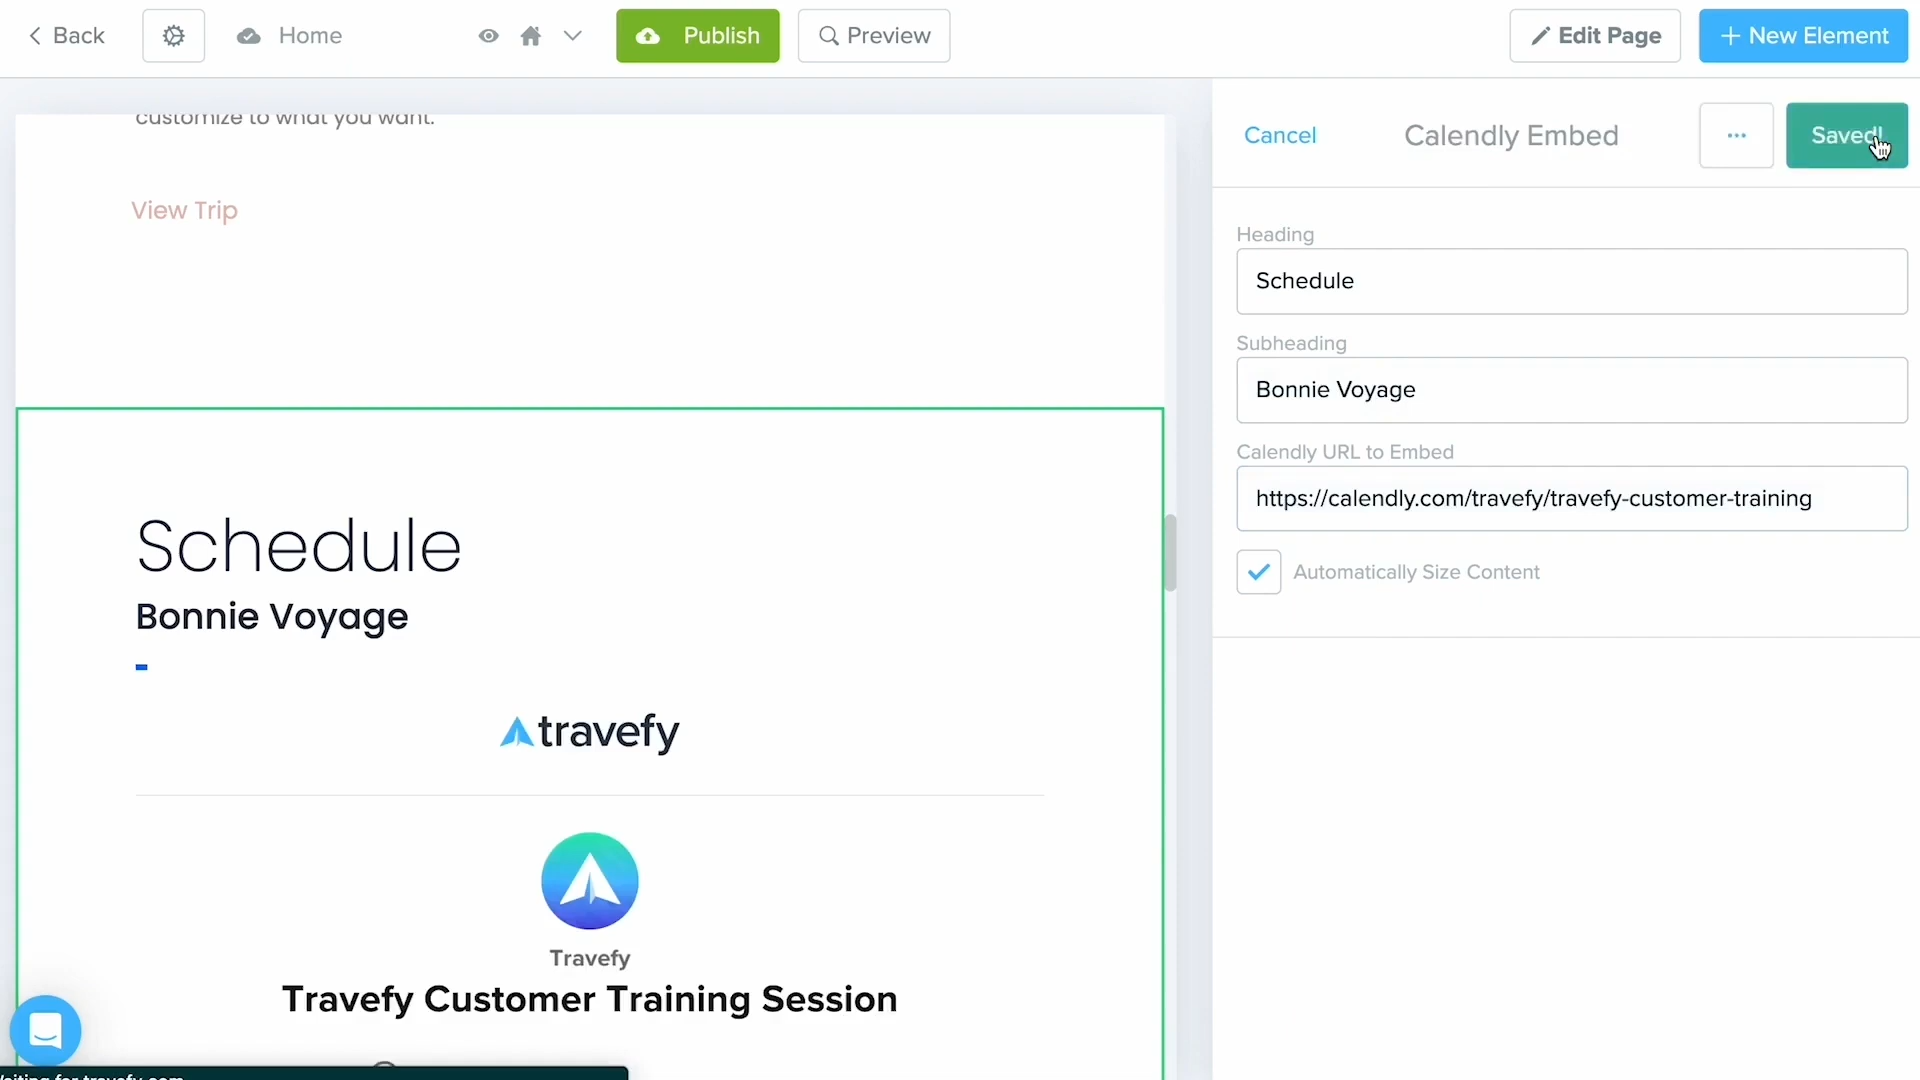 Back
Home
Publish
Preview
Edit Page
+ New Element
customize to what you want.
View Trip
Schedule
Bonnie Voyage
travefy
Travefy
Travefy Customer Training Session
Cancel
Calendly Embed
...
Saved!
Heading
Schedule
Subheading
Bonnie Voyage
Calendly URL to Embed
https://calendly.com/travefy/travefy-customer-training
Automatically Size Content